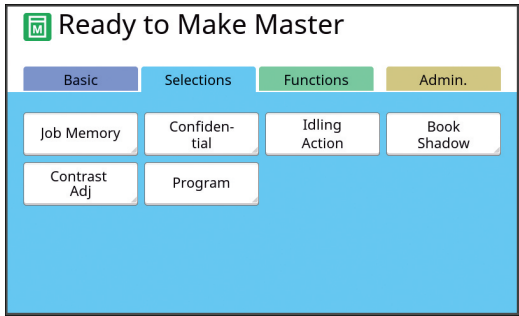 M Ready to Make Master
Basic Selections Functions Admin.
Job Memory
Confiden-
tial
Idling
Action
Book
Shadow
Contrast
Adj
Program